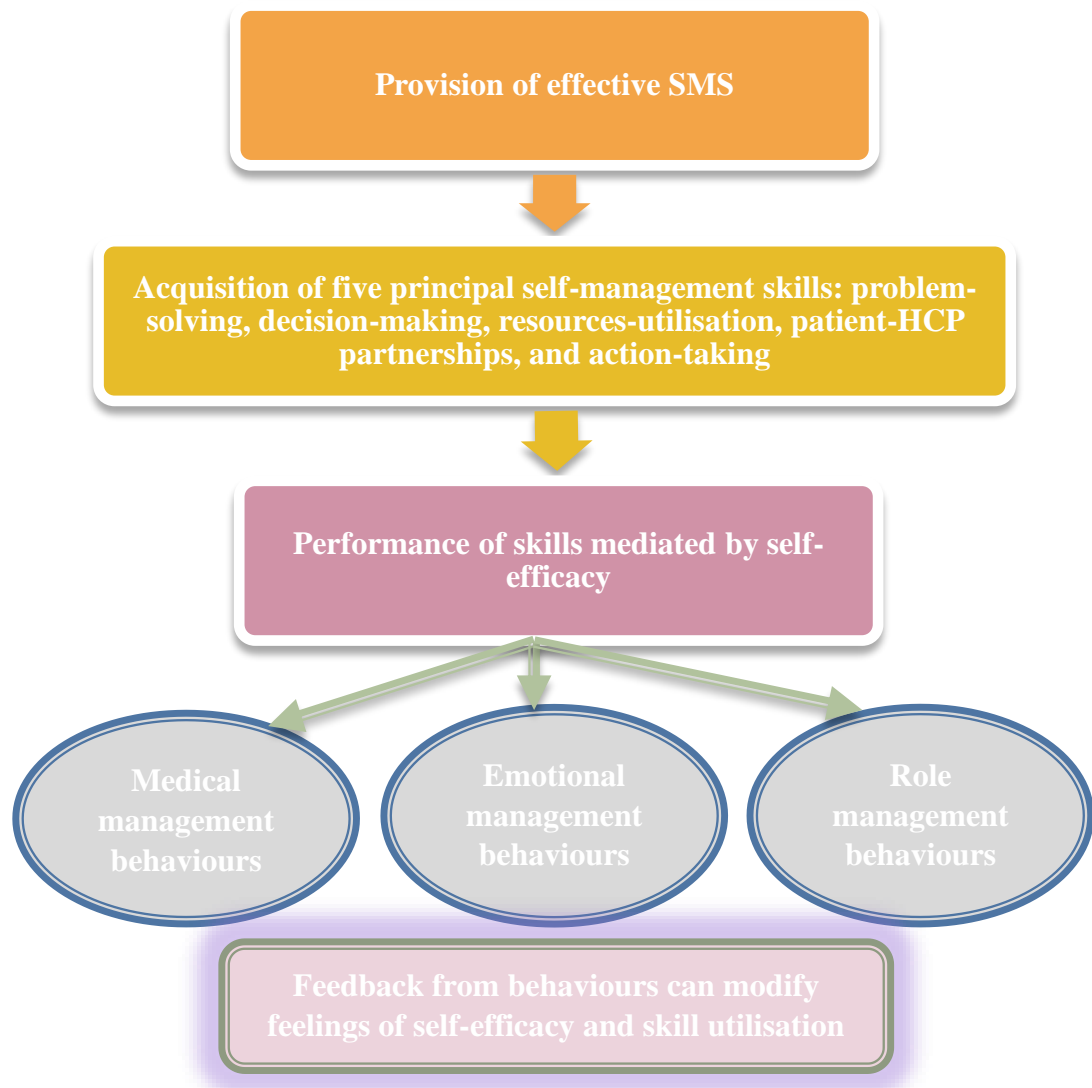 Provision of effective SMS
Acquisition of five principal self-management skills: problem-
solving, decision-making, resources-utilisation, patient-HCP
partnerships, and action-taking
Performance of skills mediated by self-
efficacy
Medical
management
behaviours
Emotional
management
behaviours
Role
management
behaviours
Feedback from behaviours can modify
feelings of self-efficacy and skill utilisation